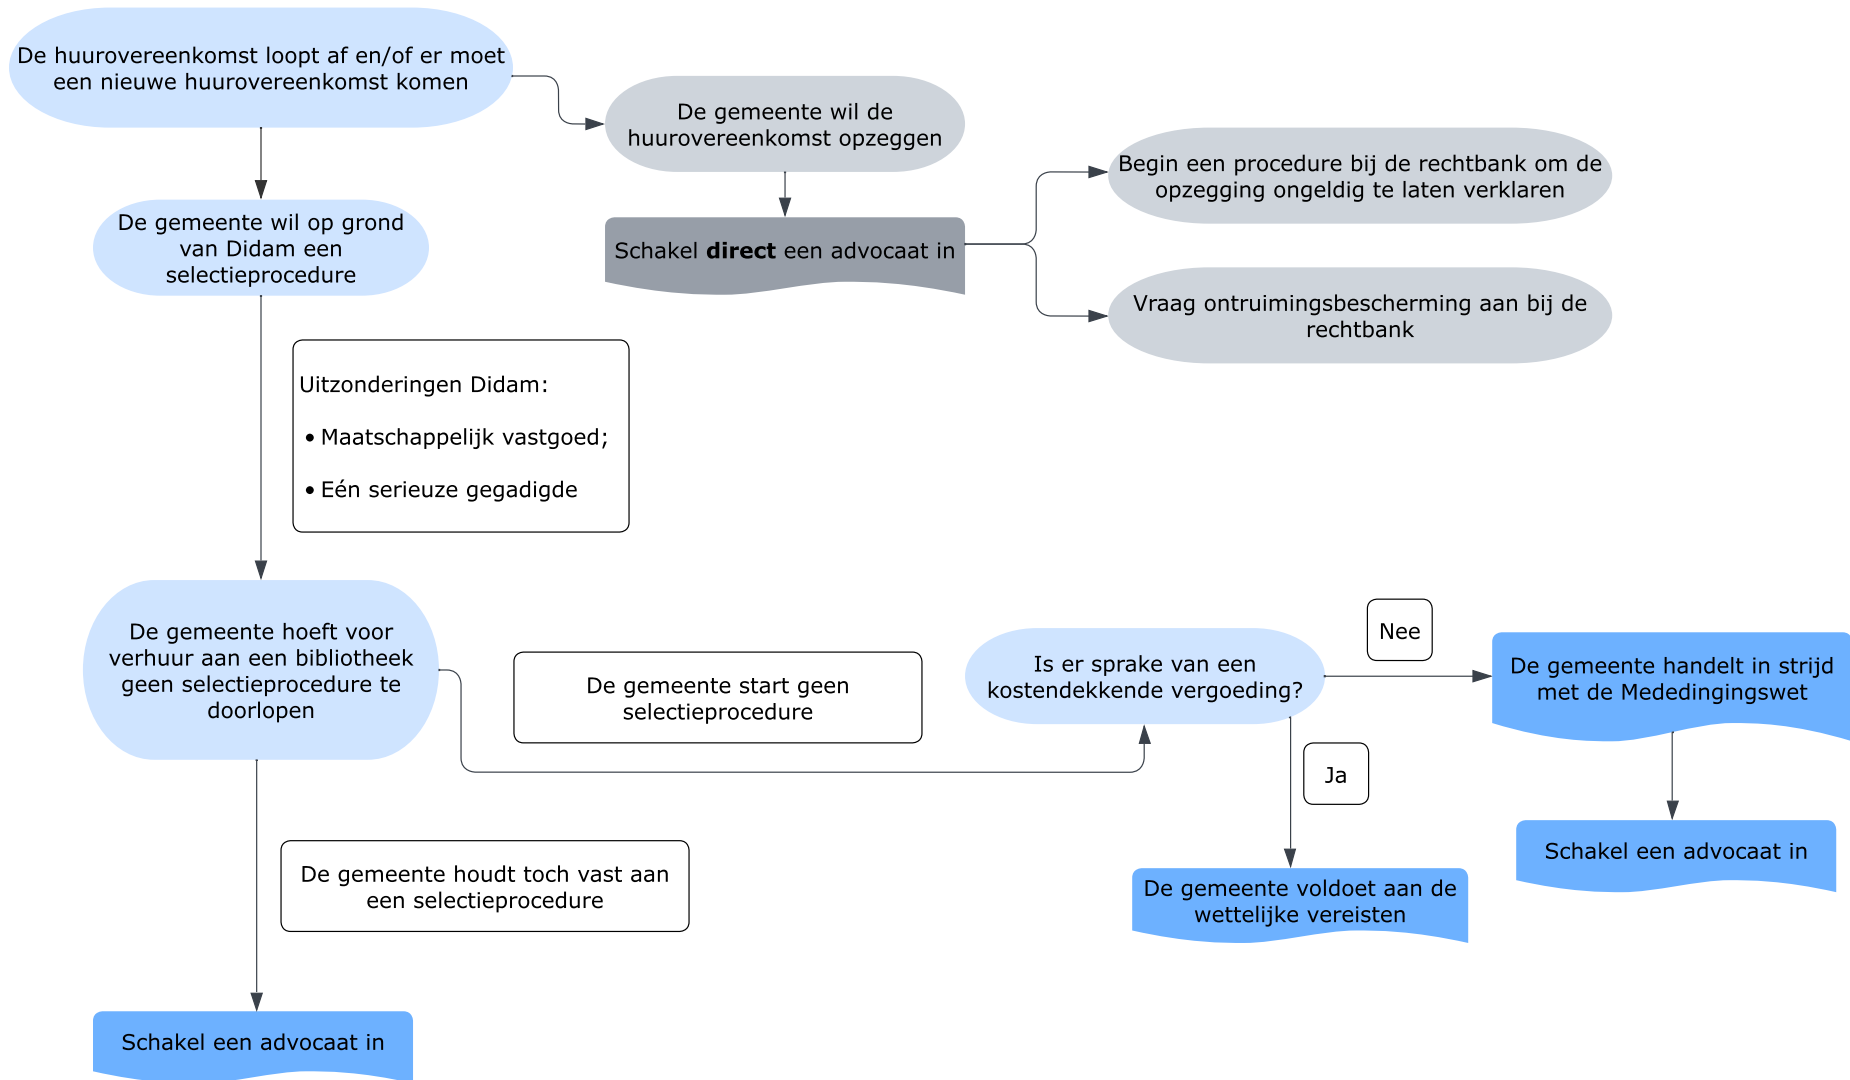 De huurovereenkomst loopt af en/of er moet
een nieuwe huurovereenkomst komen
De gemeente wil de
huurovereenkomst opzeggen
Begin een procedure bij de rechtbank om de
opzegging ongeldig te laten verklaren
De gemeente wil op grond
van Didam een
selectieprocedure
Schakel direct een advocaat in
Vraag ontruimingsbescherming aan bij de
rechtbank
Uitzonderingen Didam:
• Maatschappelijk vastgoed;
• Eén serieuze gegadigde
De gemeente hoeft voor
verhuur aan een bibliotheek
geen selectieprocedure te
doorlopen
De gemeente start geen
selectieprocedure
Is er sprake van een
kostendekkende vergoeding?
Nee
De gemeente handelt in strijd
met de Mededingingswet
Ja
Schakel een advocaat in
De gemeente houdt toch vast aan
een selectieprocedure
De gemeente voldoet aan de
wettelijke vereisten
Schakel een advocaat in